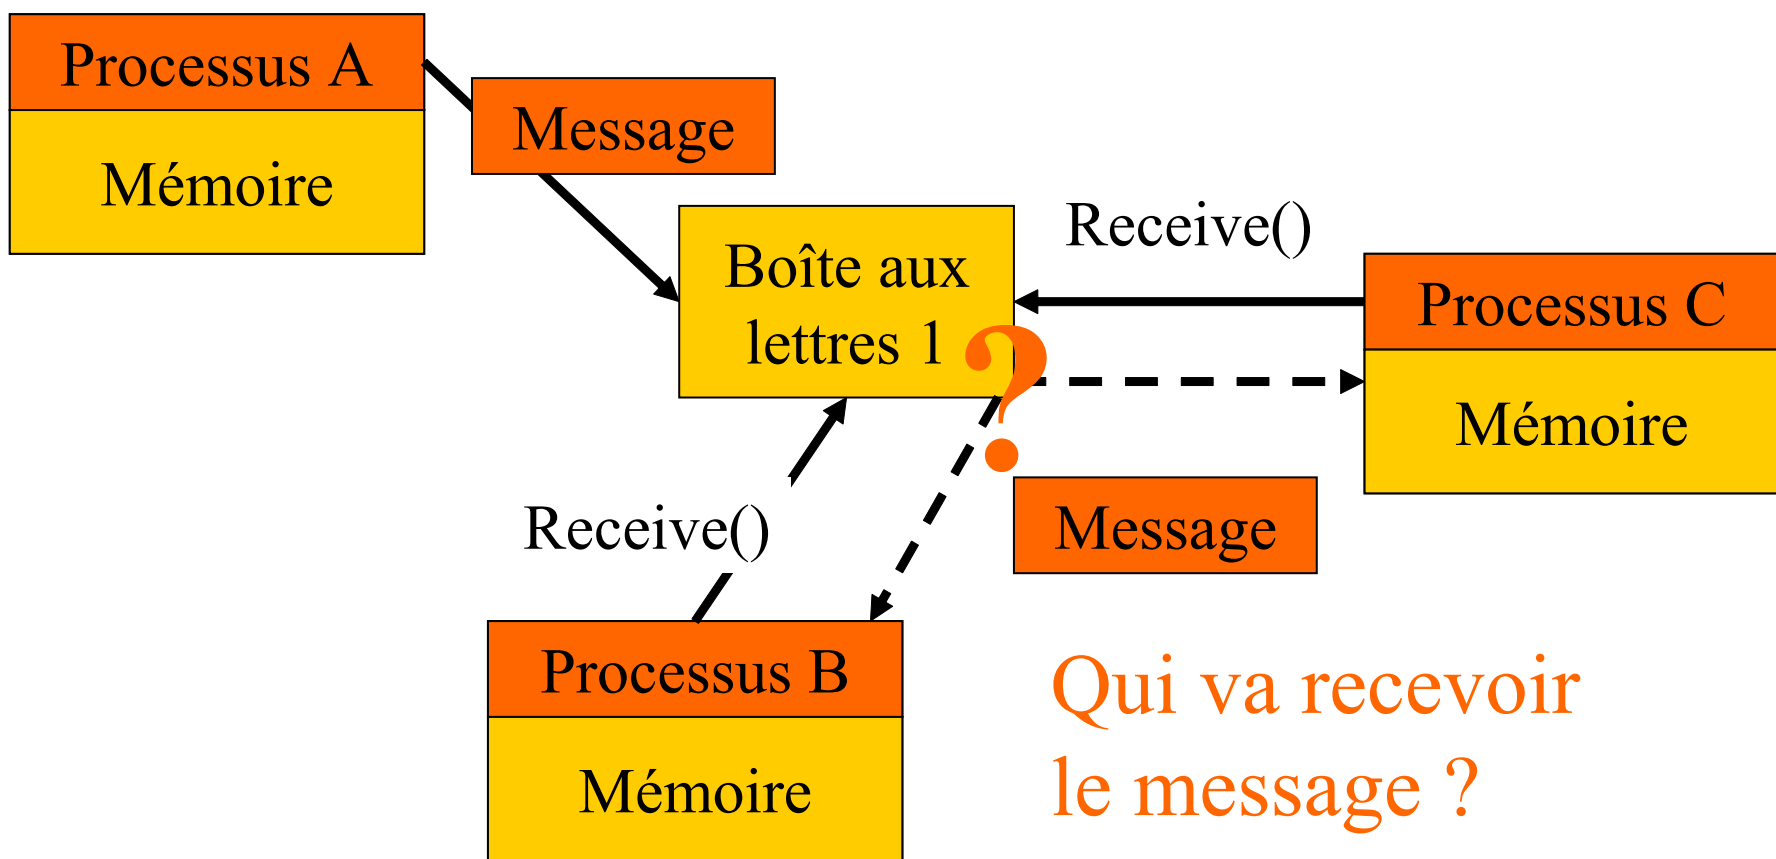 Processus A
Mémoire
Message
Boîte aux
lettres 1
Receive()
Processus C
Mémoire
?
Receive()
Message
Processus B
Mémoire
Qui va recevoir
le message ?